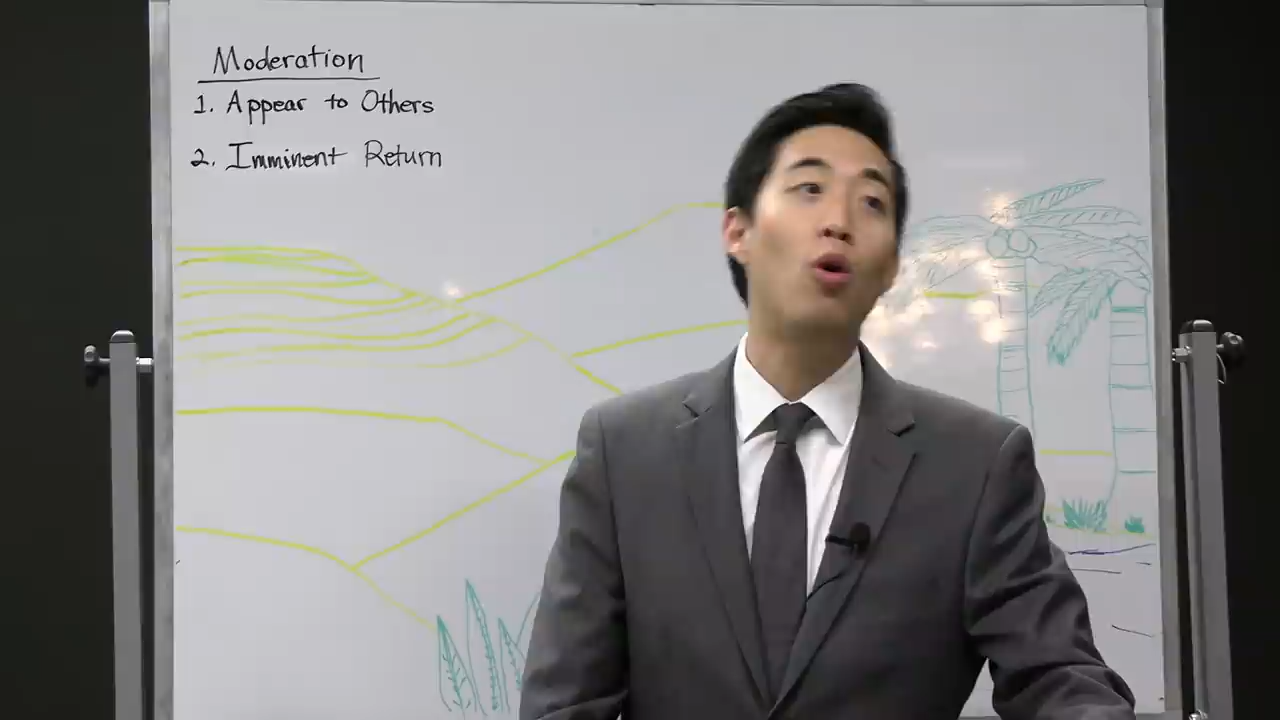 Moderation
1. Appear to Others
2. Imminent Return